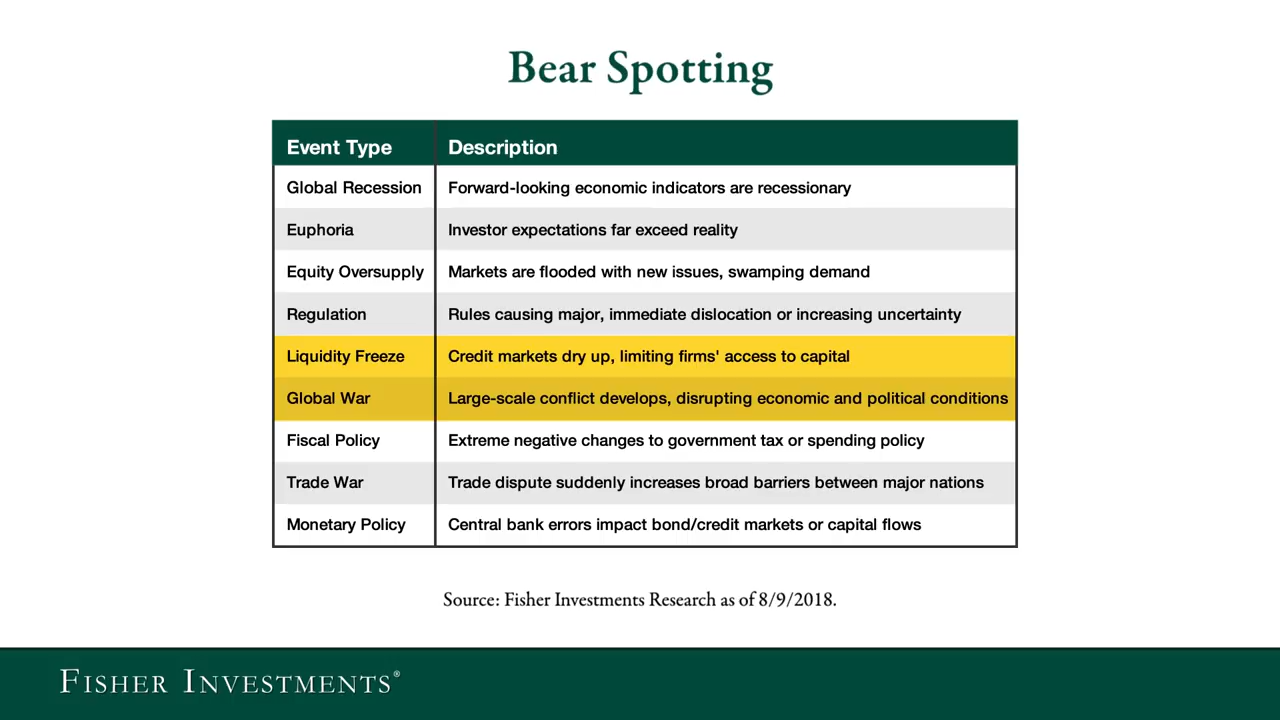 Bear Spotting
Event Type Description
Global Recession Forward-looking economic indicators are recessionary
Euphoria Investor expectations far exceed reality
Equity Oversupply Markets are flooded with new issues, swamping demand
Regulation Rules causing major, immediate dislocation or increasing uncertainty
Liquidity Freeze Credit markets dry up, limiting firms' access to capital
Global War Large-scale conflict develops, disrupting economic and political conditions
Fiscal Policy Extreme negative changes to government tax or spending policy
Trade War Trade dispute suddenly increases broad barriers between major nations
Monetary Policy Central bank errors impact bond/credit markets or capital flows
Source: Fisher Investments Research as of 8/9/2018.
FISHER INVESTMENTS®